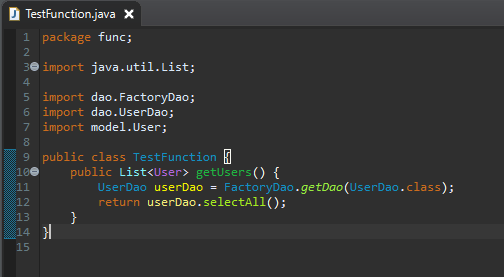 TestFunction.java
1 package func;
2
3 import java.util.List;
4
5 import dao.FactoryDao;
6 import dao.UserDao;
7 import model.User;
8
9 public class TestFunction {
10 public List<User> getUsers() {
11 UserDao userDao = FactoryDao.getDao(UserDao.class);
12 return userDao.selectAll();
13 }
14 }
15